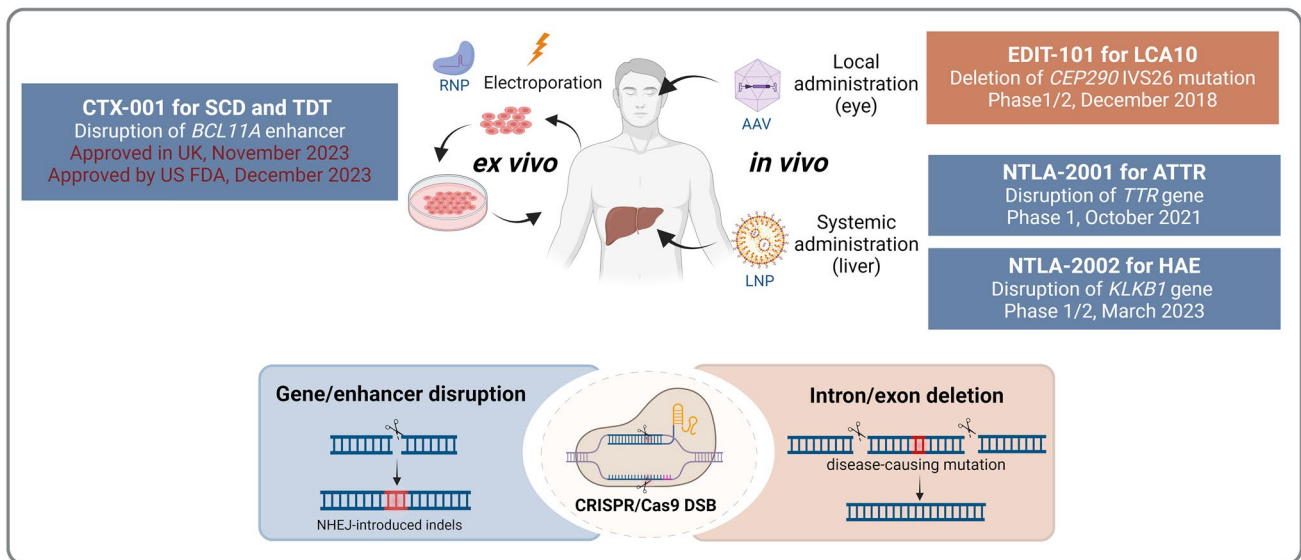 CTX-001 for SCD and TDT
Disruption of BCL11A enhancer
Approved in UK, November 2023
Approved by US FDA, December 2023
RNP
Electroporation
ex vivo
in vivo
AAV
Local
administration
(eye)
LNP
Systemic
administration
(liver)
EDIT-101 for LCA10
Deletion of CEP290 IVS26 mutation
Phase1/2, December 2018
NTLA-2001 for ATTR
Disruption of TTR gene
Phase 1, October 2021
NTLA-2002 for HAE
Disruption of KLKB1 gene
Phase 1/2, March 2023
Gene/enhancer disruption
NHEJ-introduced indels
CRISPR/Cas9 DSB
Intron/exon deletion
disease-causing mutation